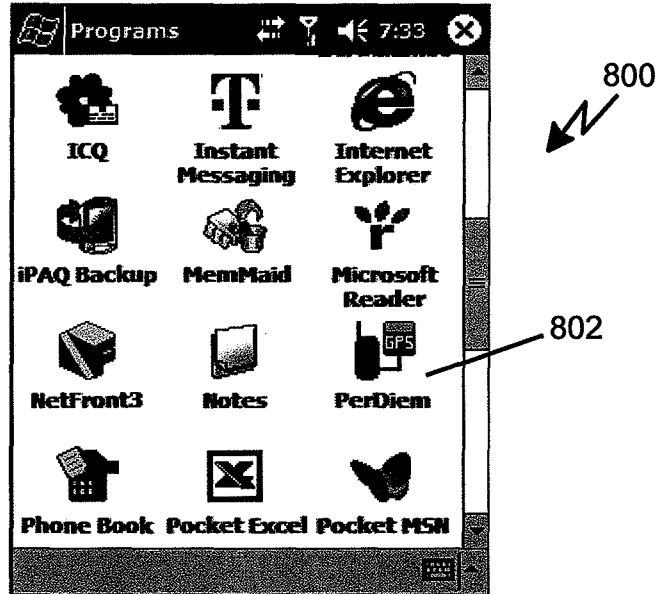 Programs 7:33
800
ICQ Instant Internet
Messaging Explorer
iPAQ Backup MemMaid Microsoft
Reader
GPS
802
NetFront3 Notes PerDiem
Phone Book Pocket Excel Pocket MSN